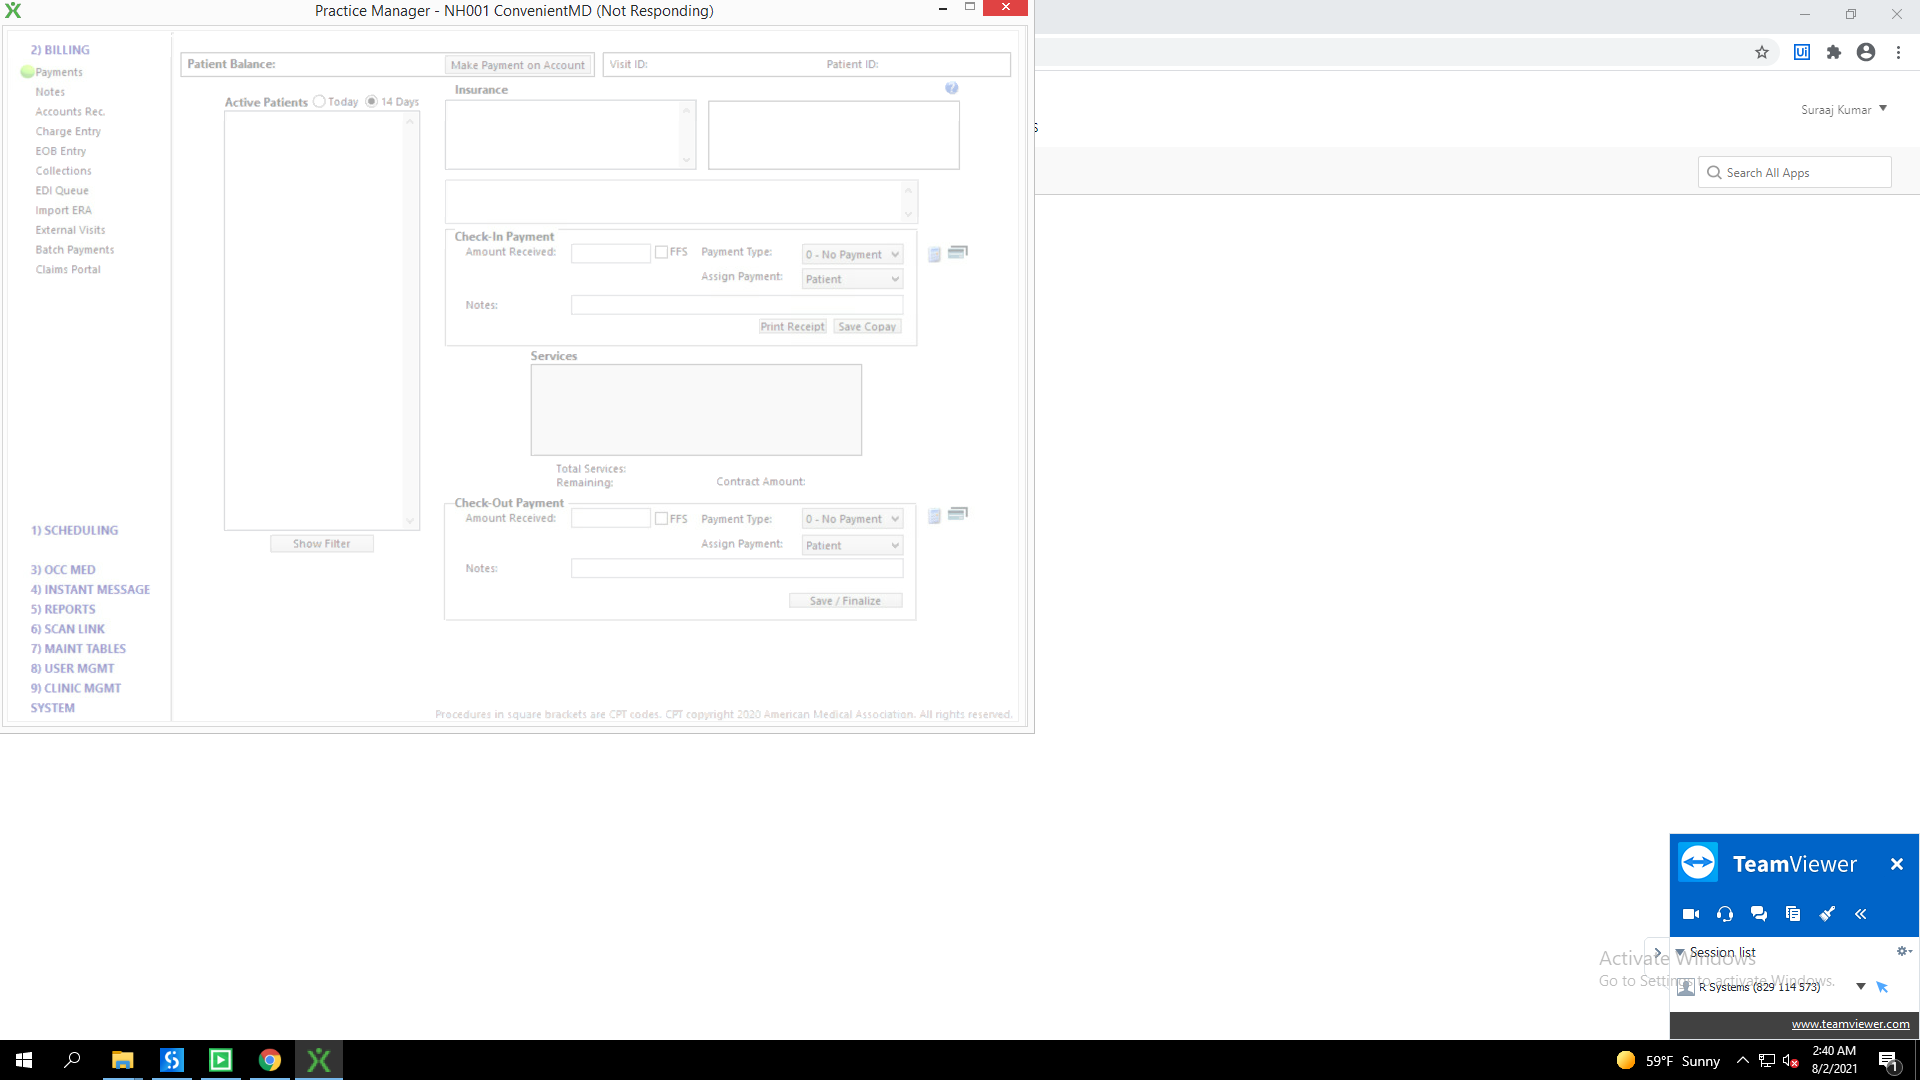 Practice Manager - NH001 ConvenientMD (Not Responding)
2) BILLING
Payments
Notes
Accounts Rec.
Charge Entry
EOB Entry
Collections
EDI Queue
Import ERA
External Visits
Batch Payments
Claims Portal
1) SCHEDULING
3) OCC MED
4) INSTANT MESSAGE
5) REPORTS
6) SCAN LINK
7) MAINT TABLES
8) USER MGMT
9) CLINIC MGMT
SYSTEM
Patient Balance:
Make Payment on Account
Visit ID:
Patient ID:
Active Patients
Today
14 Days
Show Filter
Insurance
?
Check-In Payment
Amount Received:
FFS
Payment Type:
0 - No Payment
Assign Payment:
Patient
Notes:
Print Receipt
Save Copay
Services
Total Services:
Remaining:
Contract Amount:
Check-Out Payment
Amount Received:
FFS
Payment Type:
0 - No Payment
Assign Payment:
Patient
Notes:
Save / Finalize
Procedures in square brackets are CPT codes. CPT copyright 2020 American Medical Association. All rights reserved.
Ui
Suraaj Kumar
s
Search All Apps
TeamViewer
Session list
R Systems (829 114 573)
www.teamviewer.com
Activate Windows
Go to Settings to activate Windows.
59°F Sunny
2:40 AM
8/2/2021
1